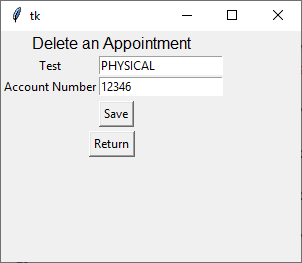 tk
Delete an Appointment
Test PHYSICAL
Account Number 12346
Save
Return